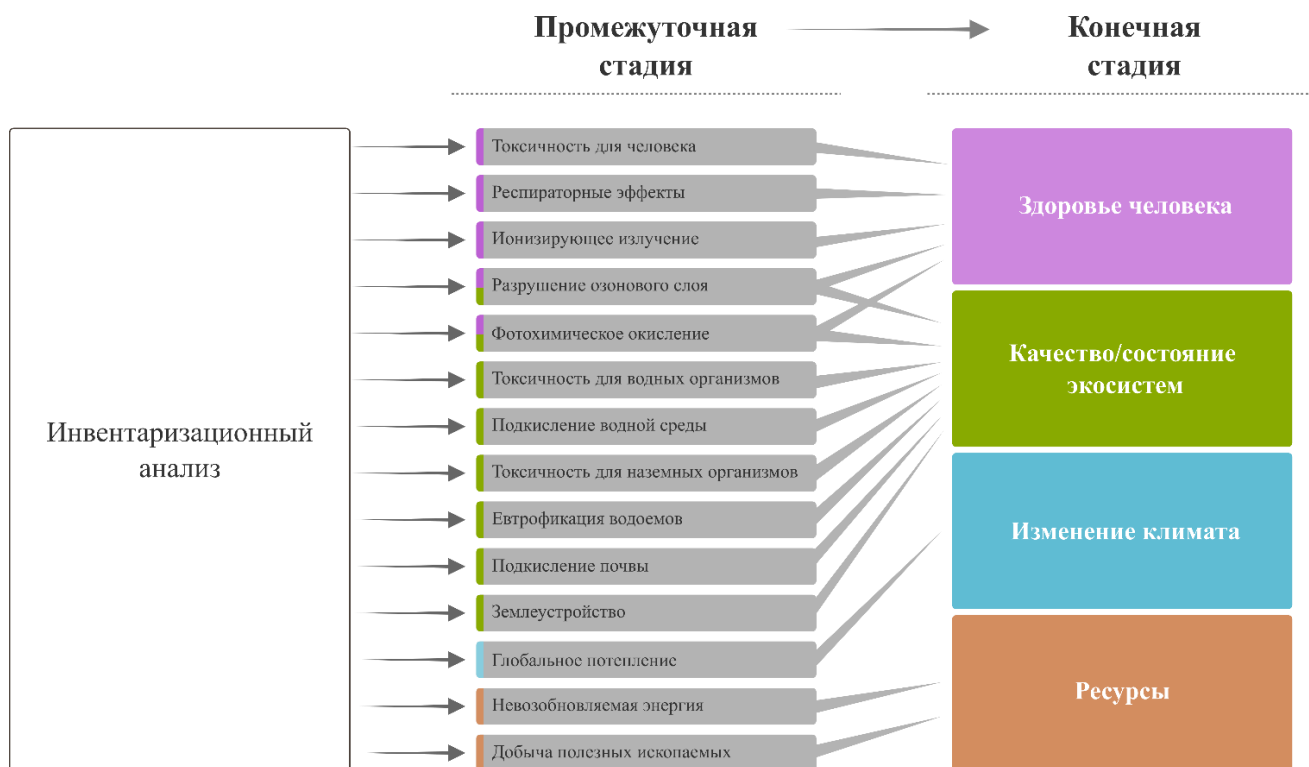 Промежуточная
стадия
Конечная
стадия
Инвентаризационный
анализ
Токсичность для человека
Респираторные эффекты
Ионизирующее излучение
Разрушение озонового слоя
Фотохимическое окисление
Токсичность для водных организмов
Подкисление водной среды
Токсичность для наземных организмов
Евтрофикация водоемов
Подкисление почвы
Землеустройство
Глобальное потепление
Невозобновляемая энергия
Добыча полезных ископаемых
Здоровье человека
Качество/состояние
экосистем
Изменение климата
Ресурсы